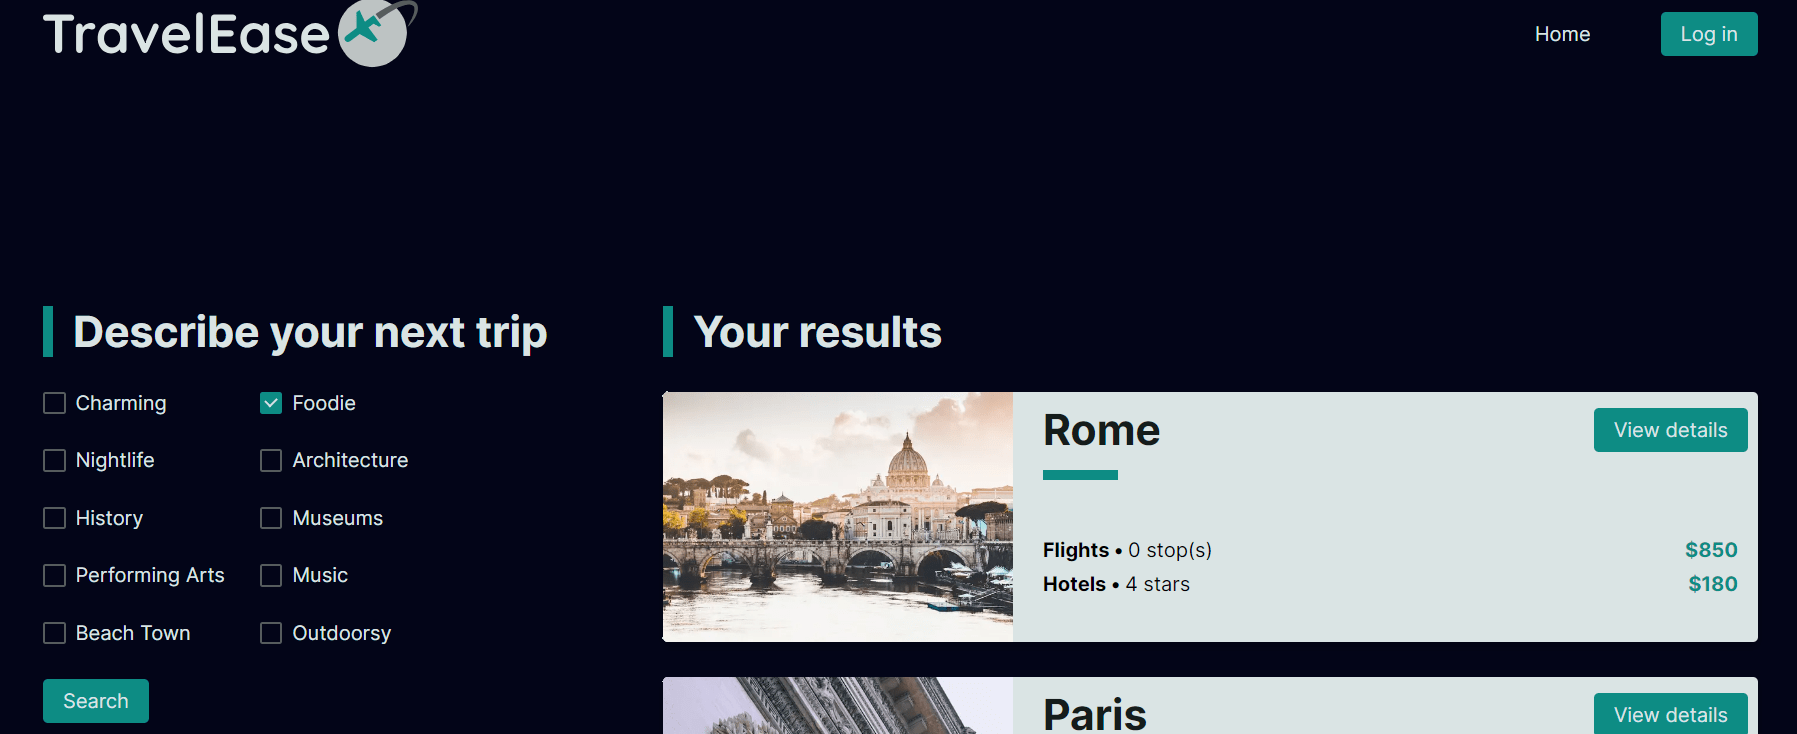 TravelEase
Home
Log in
Describe your next trip
Charming
Foodie
Nightlife
Architecture
History
Museums
Performing Arts
Music
Beach Town
Outdoorsy
Search
Your results
Rome
View details
Flights • 0 stop(s)
$850
Hotels • 4 stars
$180
Paris
View details